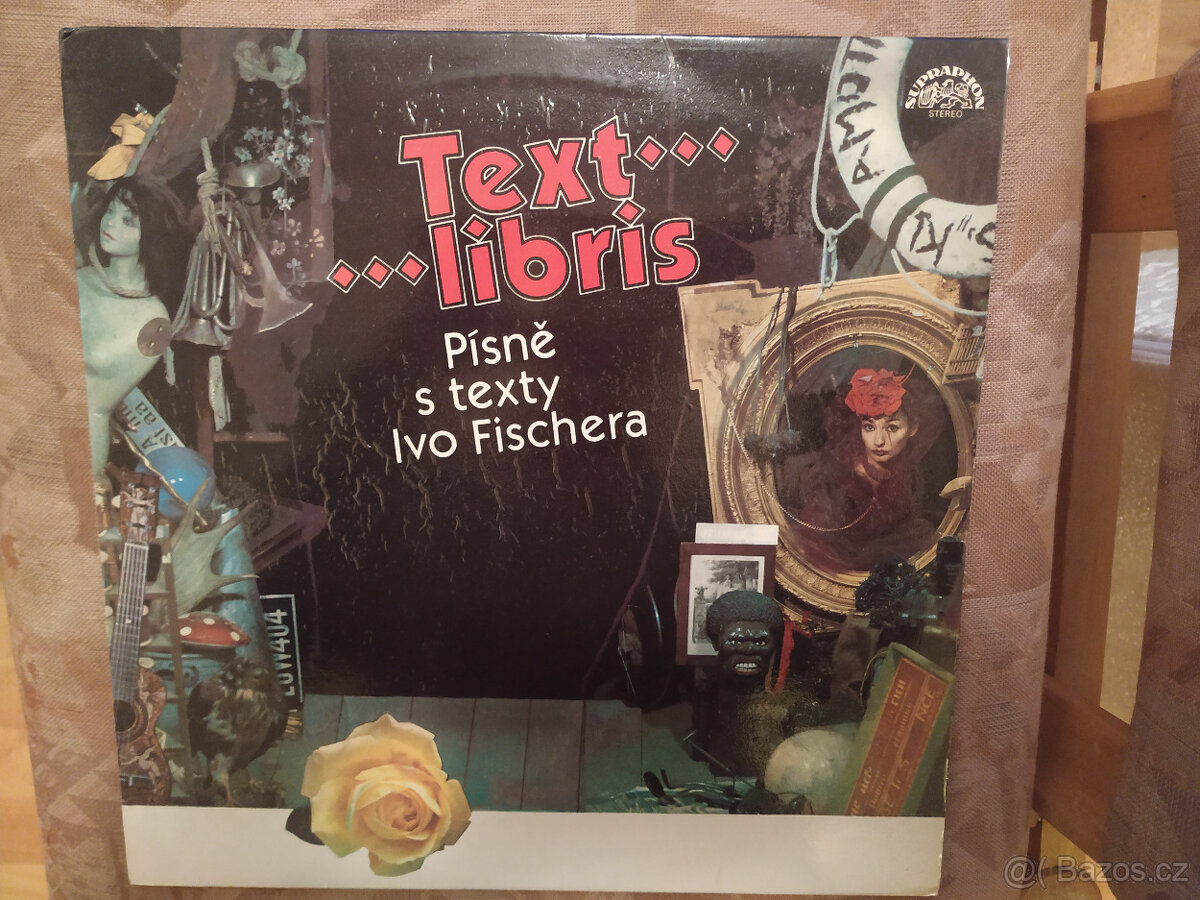 SUPRAPHON
STEREO
Text...
...libris
Písně
s texty
Ivo Fischera
@( Bazos.cz